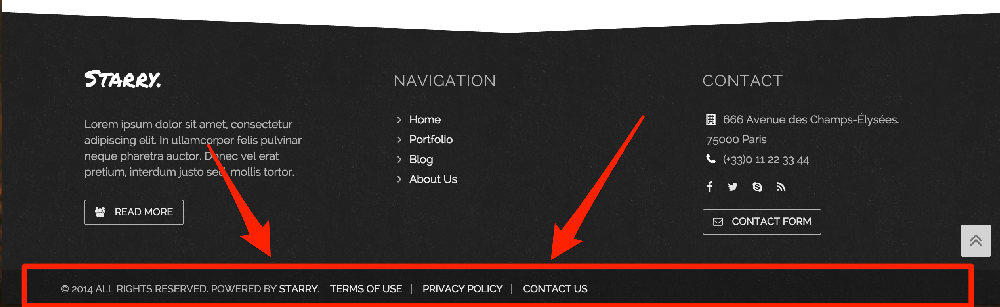 STARRY.
Lorem ipsum dolor sit amet, consectetur
adipiscing elit. In ullamcorper felis pulvinar
neque pharetra auctor. Donec vel erat
pretium, interdum justo sed, mollis tortor.
READ MORE
NAVIGATION
Home
Portfolio
Blog
About Us
CONTACT
666 Avenue des Champs-Élysées.
75000 Paris
(+33)0 11 22 33 44
CONTACT FORM
© 2014 ALL RIGHTS RESERVED. POWERED BY STARRY. TERMS OF USE | PRIVACY POLICY | CONTACT US